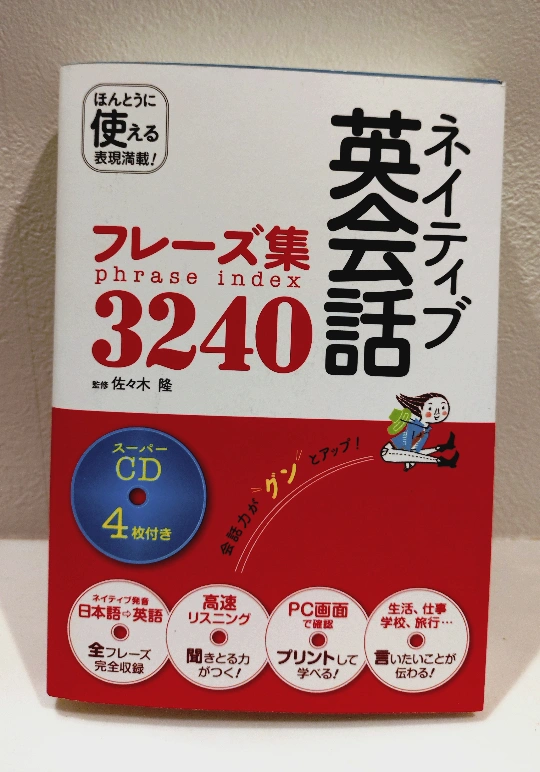 ほんとうに
使える
表現満載!
ネイティブ
英会話
フレーズ集
phrase index
3240
監修 佐々木 隆
スーパー
CD
4枚付き
会話力が"グン"とアップ!
ネイティブ発音
日本語⇨英語
全フレーズ
完全収録
高速
リスニング
聞きとる力
がつく!
PC画面
で確認
プリントして
学べる!
生活、仕事
学校、旅行…
言いたいことが
伝わる!